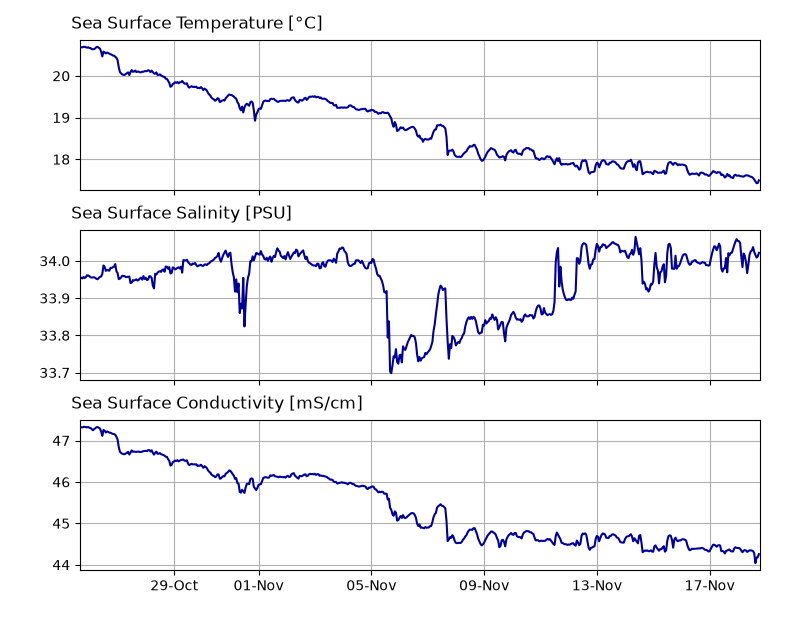 Sea Surface Temperature [°C]
20
19
18
Sea Surface Salinity [PSU]
34.0
33.9
33.8
33.7
Sea Surface Conductivity [mS/cm]
47
46
45
44
29-Oct 01-Nov 05-Nov 09-Nov 13-Nov 17-Nov